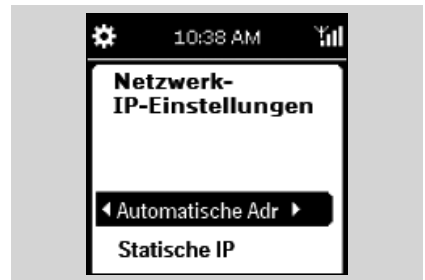 10:38 AM
Netzwerk-
IP-Einstellungen
Automatische Adr
Statische IP